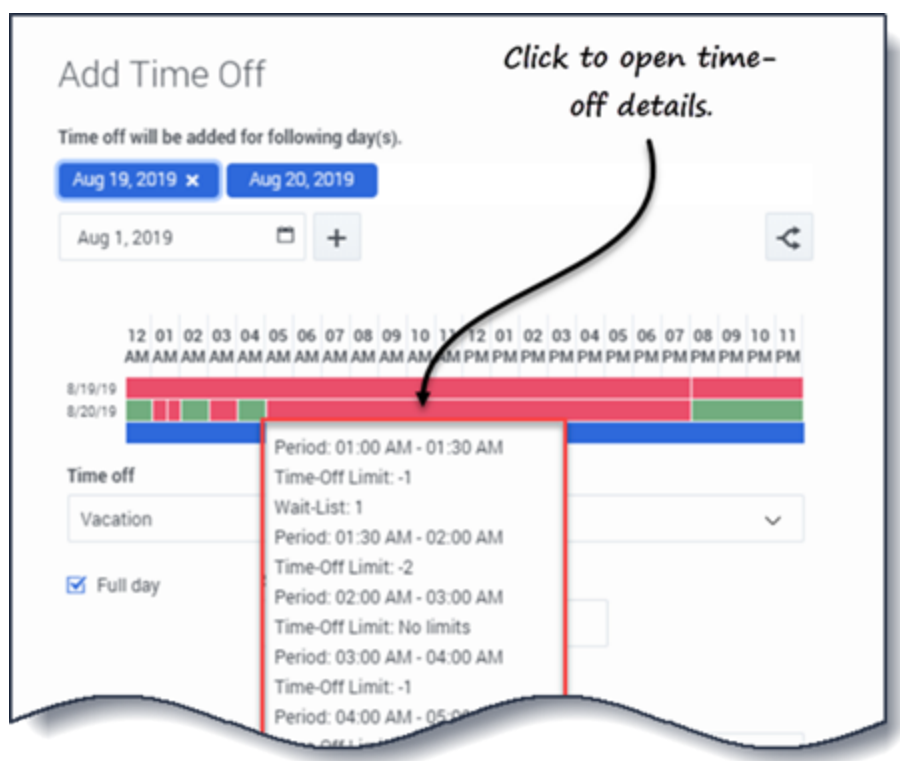 Add Time Off
Click to open time-
off details.
Time off will be added for following day(s).
Aug 19, 2019 × Aug 20, 2019
Aug 1, 2019 +
12 01 02 03 04 05 06 07 08 09 10 11 12 01 02 03 04 05 06 07 08 09 10 11
AM AM AM AM AM AM AM AM AM AM AM AM PM PM PM PM PM PM PM PM PM PM PM PM
8/19/19
8/20/19
Period: 01:00 AM - 01:30 AM
Time-Off Limit: -1
Wait-List: 1
Period: 01:30 AM - 02:00 AM
Time-Off Limit: -2
Period: 02:00 AM - 03:00 AM
Time-Off Limit: No limits
Period: 03:00 AM - 04:00 AM
Time-Off Limit: -1
Period: 04:00 AM - 05:00
Time off
Vacation
Full day